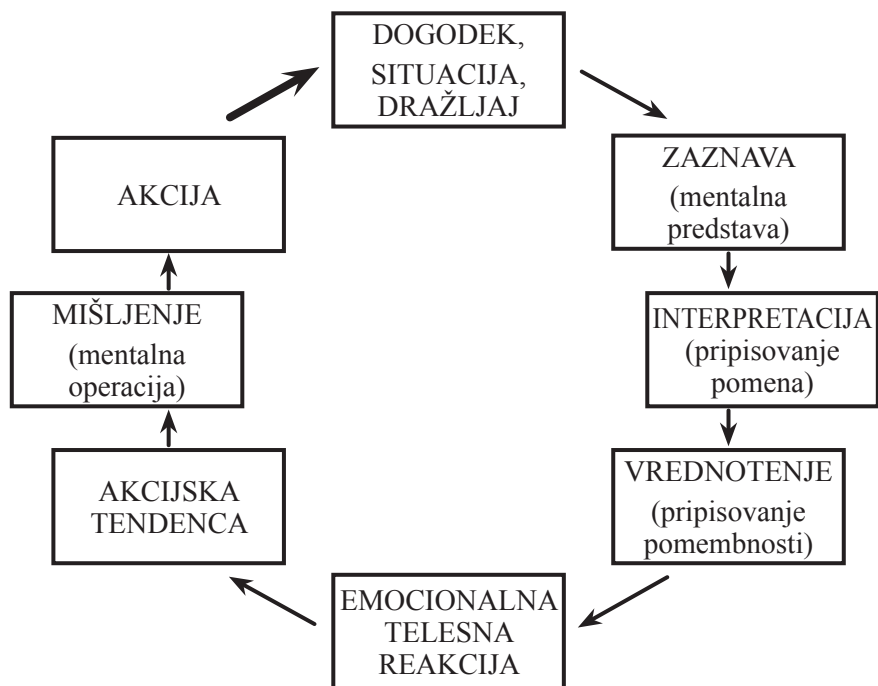 DOGODEK,
SITUACIJA,
DRAŽLJAJ
ZAZNAVA
(mentalna
predstava)
INTERPRETACIJA
(pripisovanje
pomena)
VREDNOTENJE
(pripisovanje
pomembnosti)
EMOCIONALNA
TELESNA
REAKCIJA
AKCIJSKA
TENDENCA
MIŠLJENJE
(mentalna
operacija)
AKCIJA